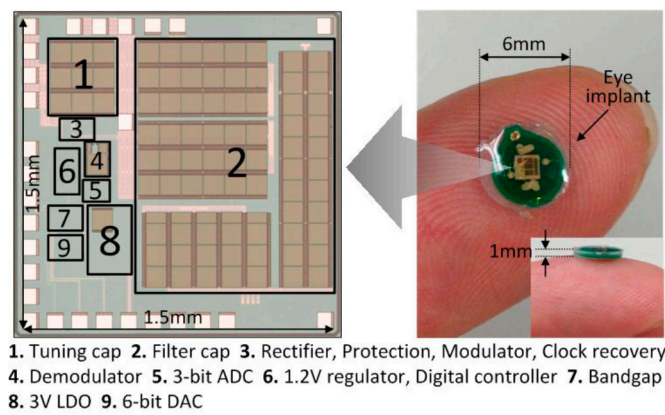 1
2
3
4
5
6
7
8
9
1.5mm
1.5mm
6mm
Eye
implant
1mm
1. Tuning cap 2. Filter cap 3. Rectifier, Protection, Modulator, Clock recovery
4. Demodulator 5. 3-bit ADC 6. 1.2V regulator, Digital controller 7. Bandgap
8. 3V LDO 9. 6-bit DAC